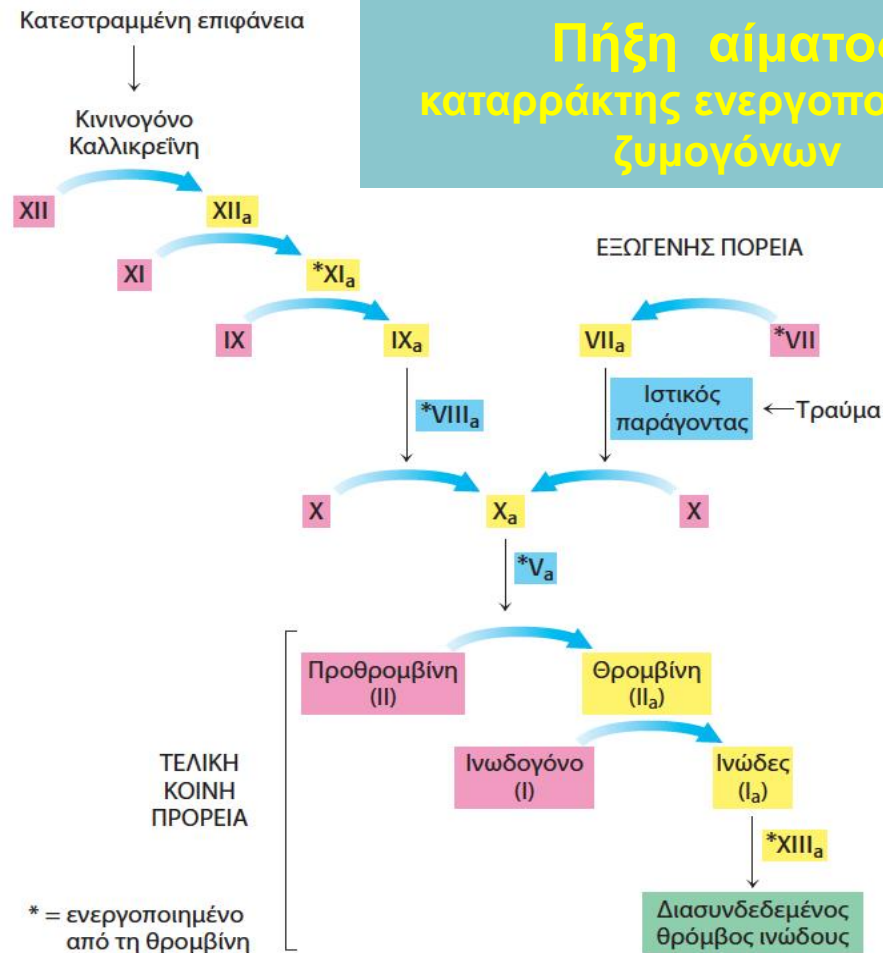 Κατεστραμμένη επιφάνεια
Πήξη αίματος
καταρράκτης
ζυμογόνων
Κινινογόνο
Καλλικρεΐνη
XII XIIa
ΕΞΩΓΕΝΗΣ ΠΟΡΕΙΑ
XI *XIa
IX IXa VIIa *VII
*VIIIa
Ιστικός
παράγοντας
Τραύμα
X Xa X
*Va
Προθρομβίνη
(II)
Θρομβίνη
(IIa)
Ινωδογόνο
(I)
Ινώδες
(Ia)
ΤΕΛΙΚΗ
ΚΟΙΝΗ
ΠΡΟΡΕΙΑ
*XIIIa
Διασυνδεδεμένος
θρόμβος ινώδους
* = ενεργοποιημένο
από τη θρομβίνη